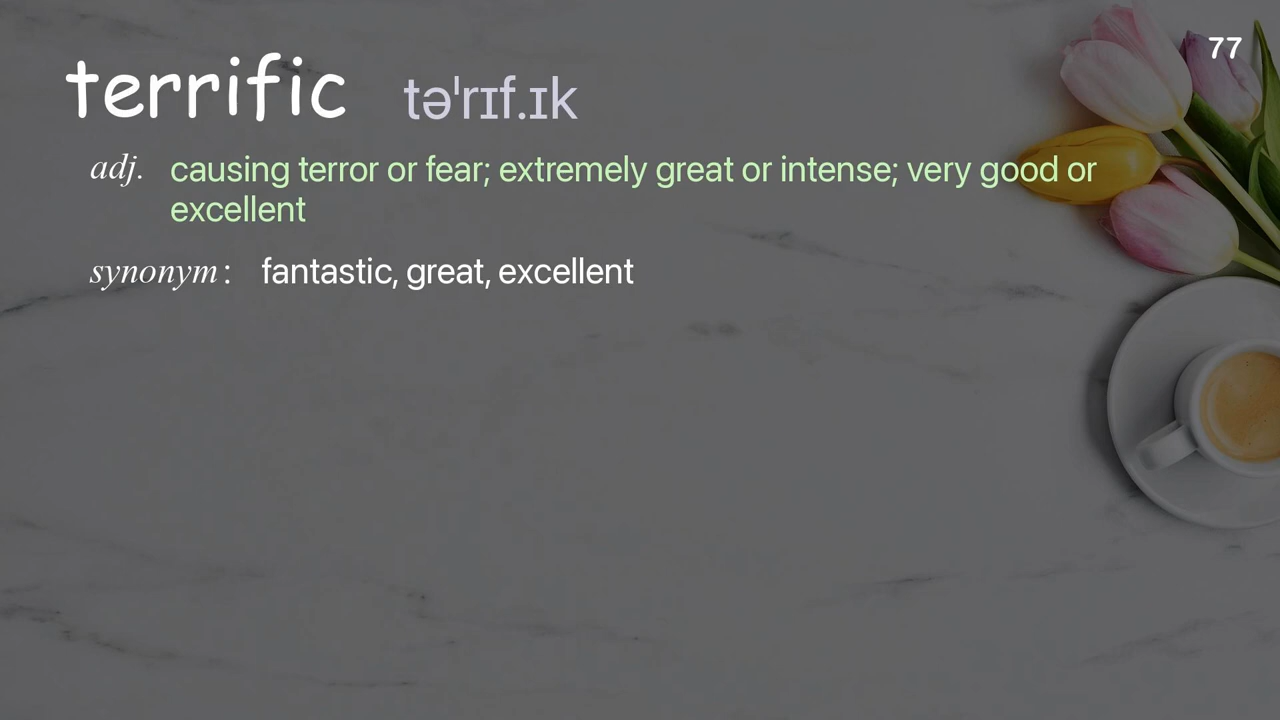 77
terrific təˈrɪf.ɪk
adj. causing terror or fear; extremely great or intense; very good or
excellent
synonym: fantastic, great, excellent